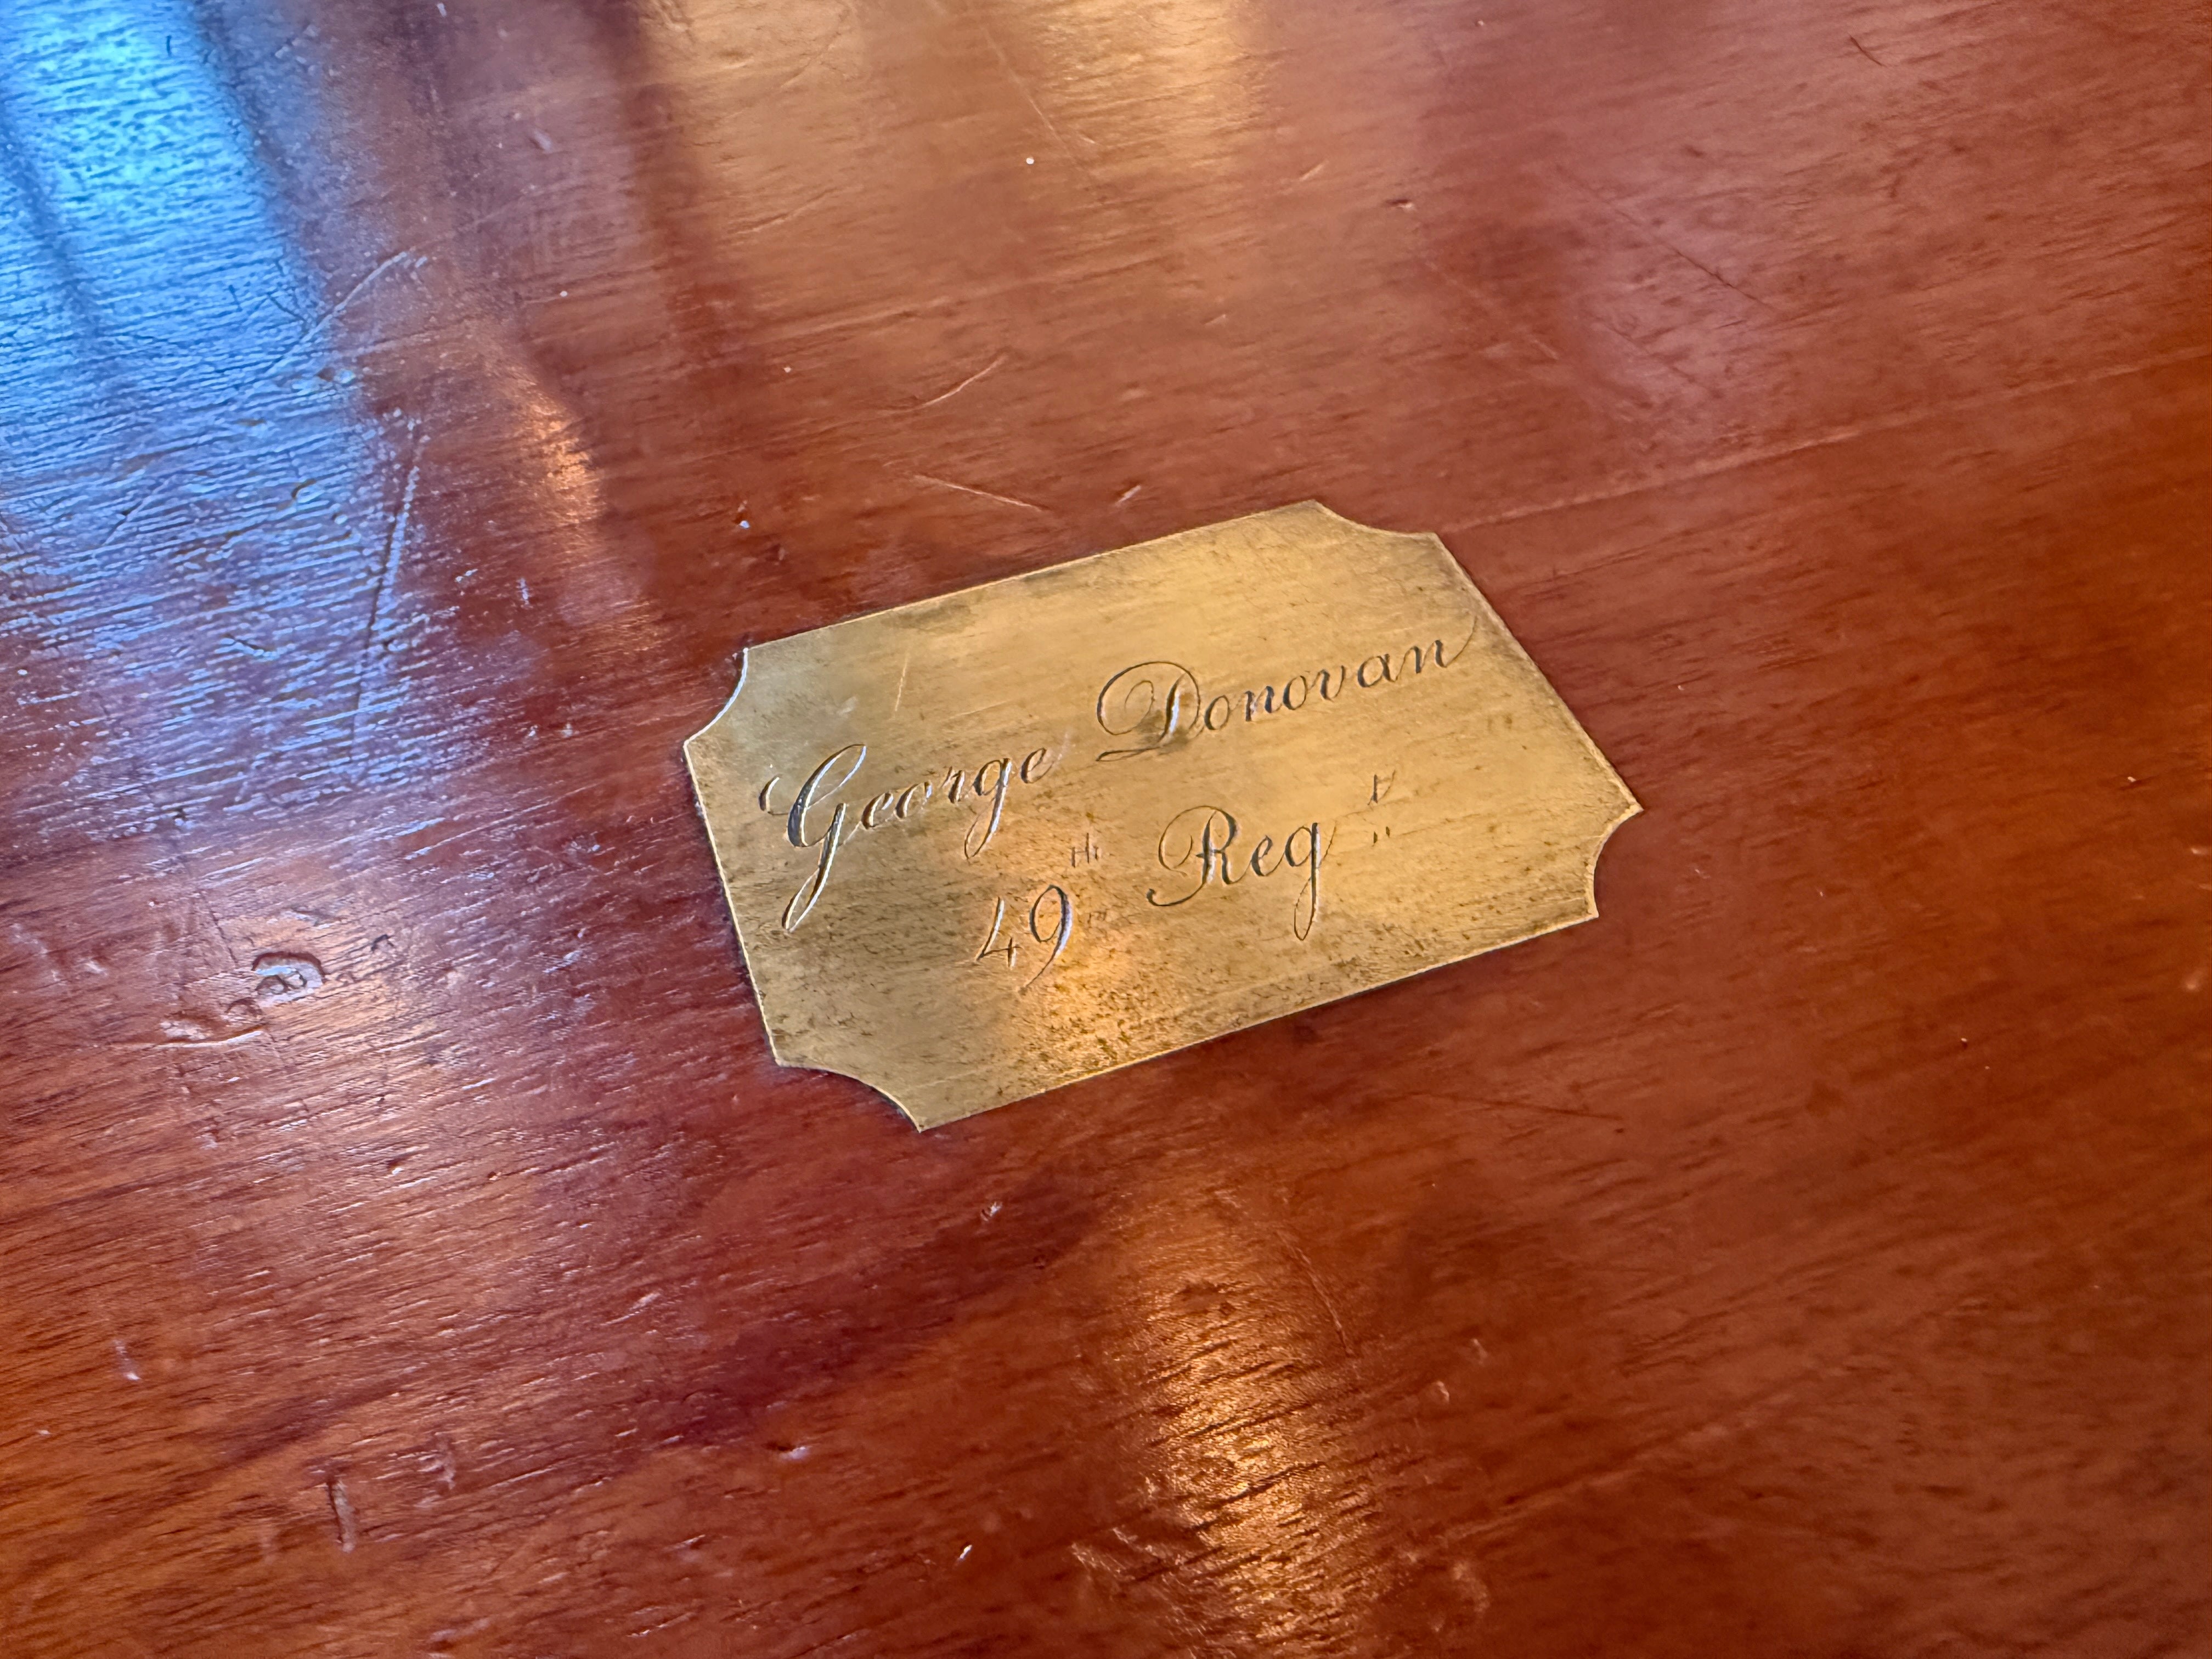 George Donovan
49th Regt